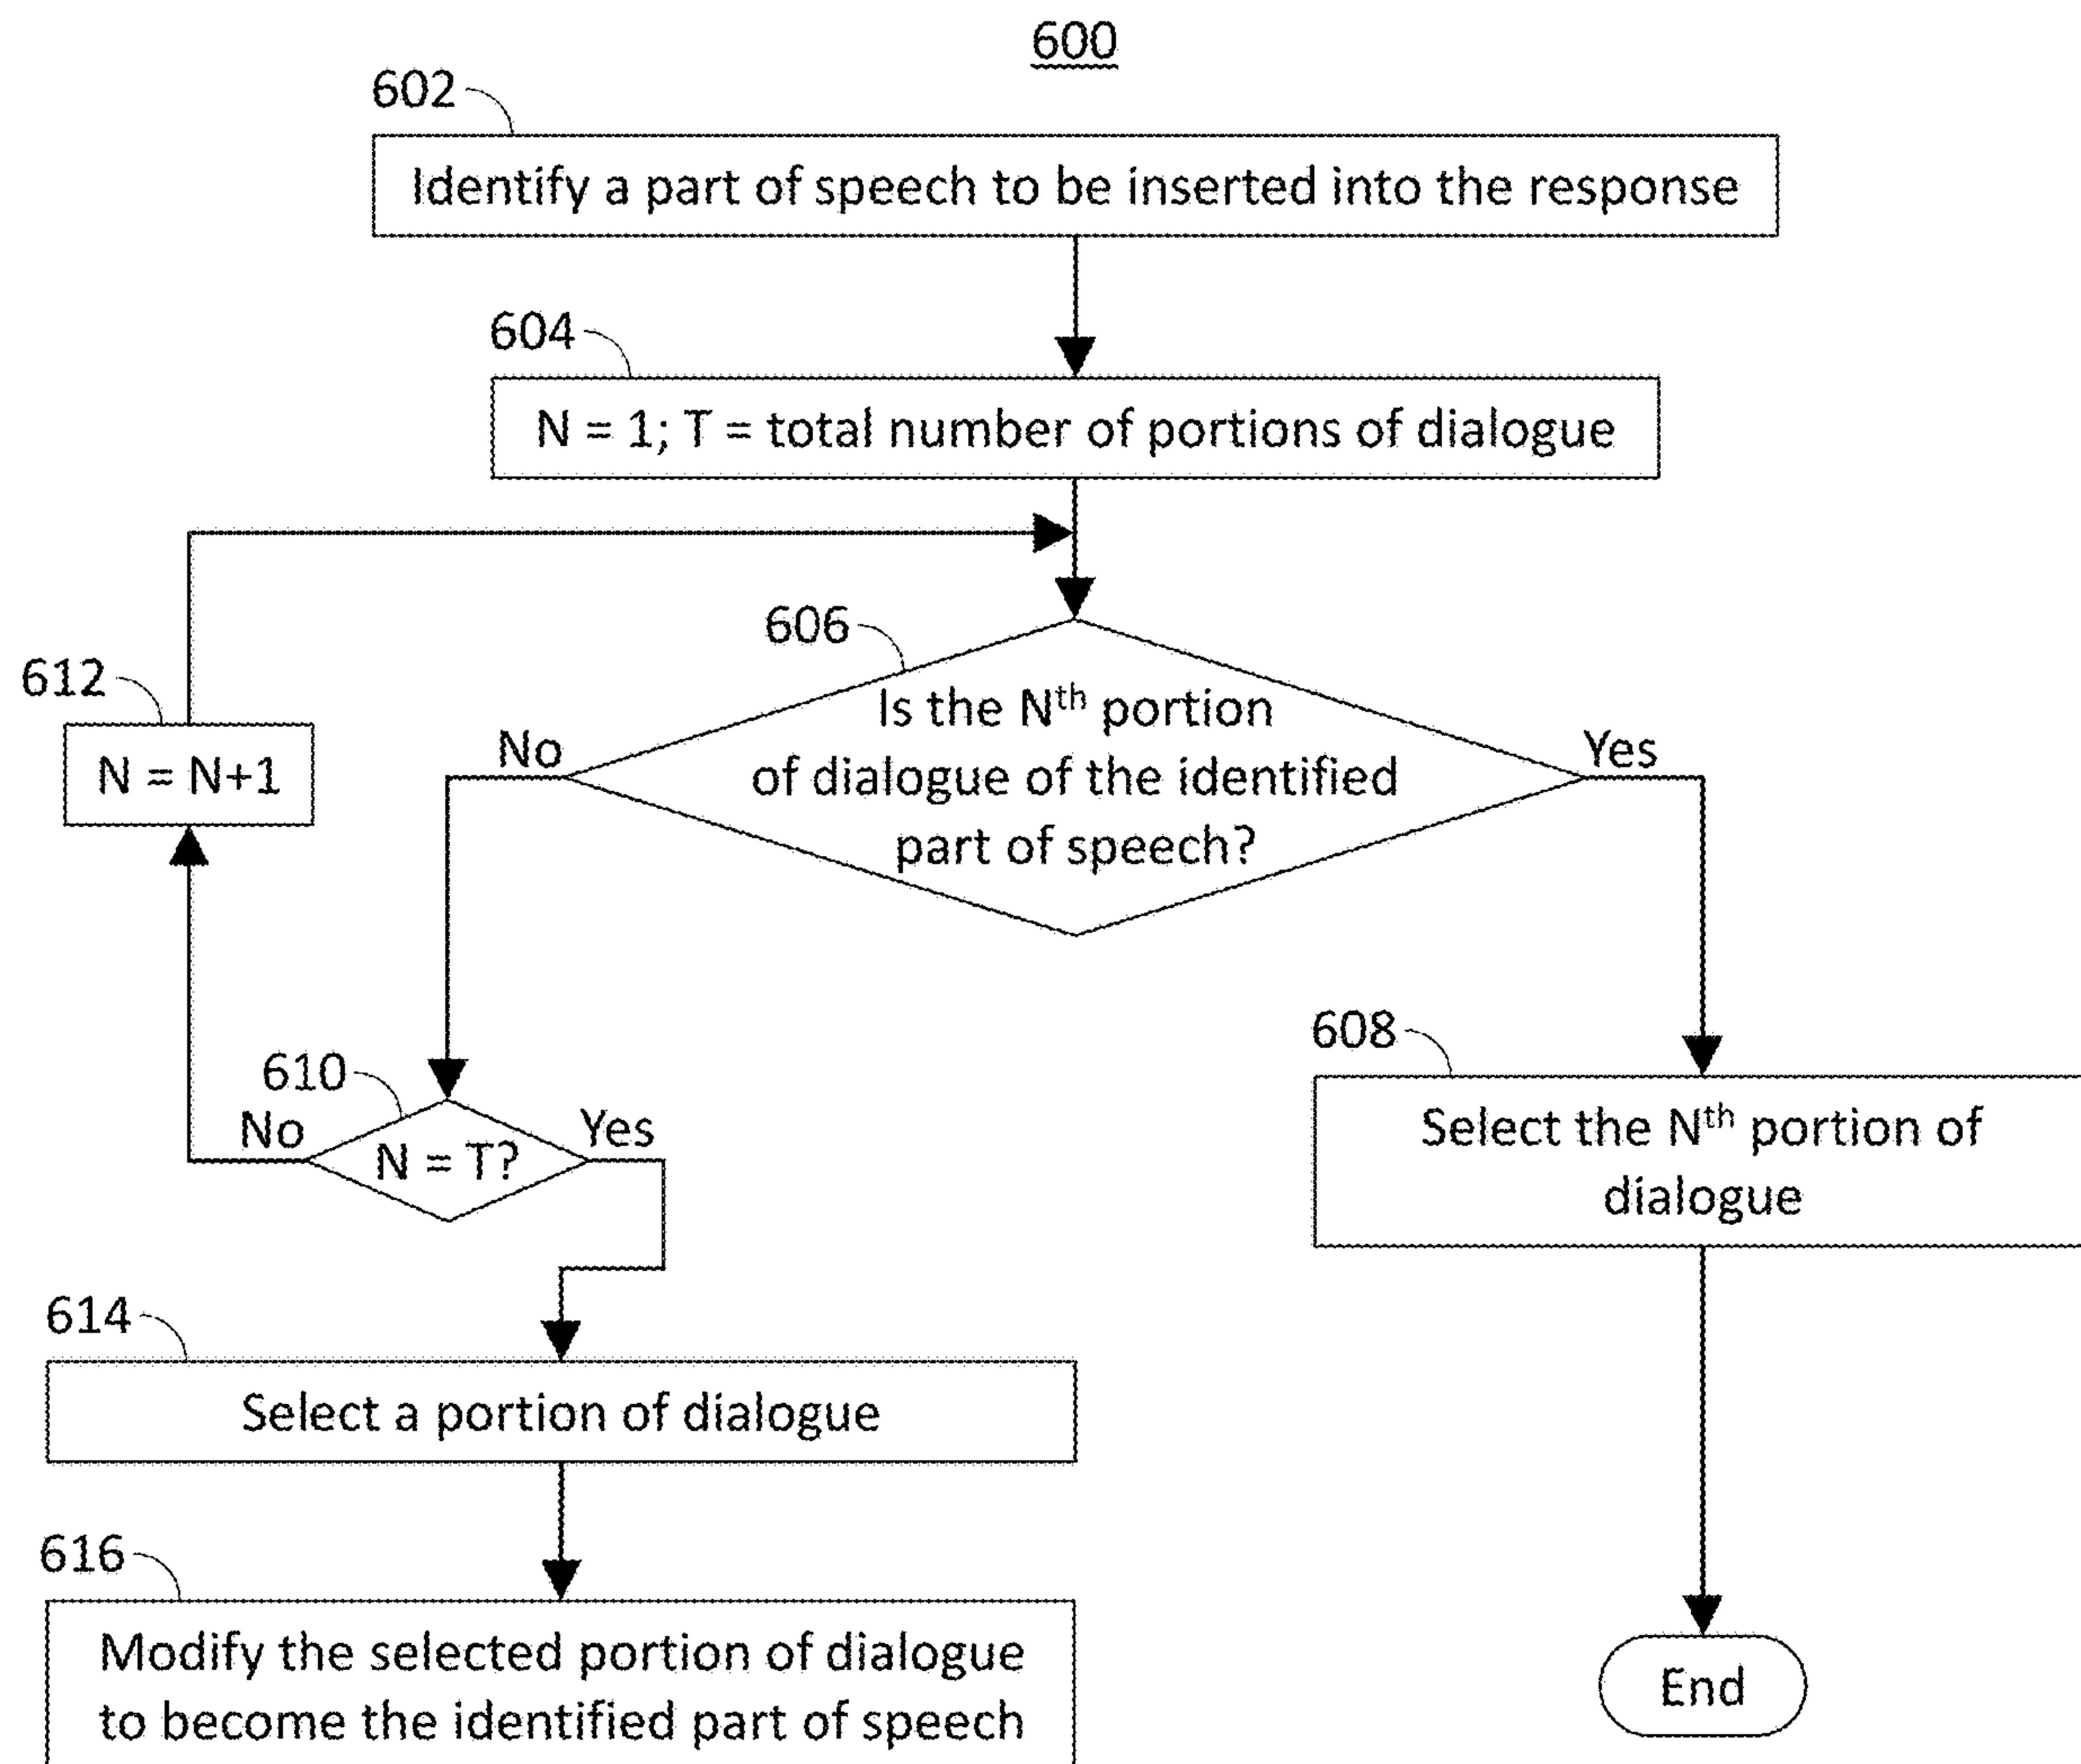 600
602
Identify a part of speech to be inserted into the response
604
N = 1; T = total number of portions of dialogue
606
Is the Nth portion
of dialogue of the identified
part of speech?
No
Yes
612
N = N+1
608
Select the Nth portion of
dialogue
610
No
N = T?
Yes
614
Select a portion of dialogue
616
Modify the selected portion of dialogue
to become the identified part of speech
End